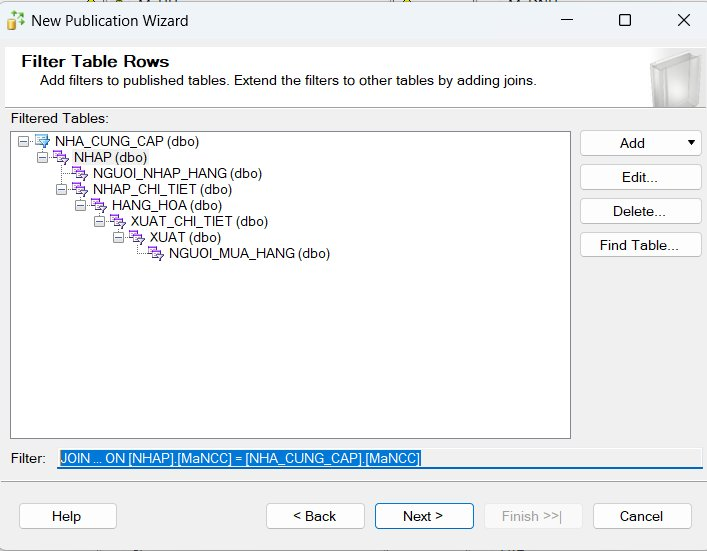 New Publication Wizard
Filter Table Rows
Add filters to published tables. Extend the filters to other tables by adding joins.
Filtered Tables:
NHA_CUNG_CAP (dbo)
NHAP (dbo)
NGUOI_NHAP_HANG (dbo)
NHAP_CHI_TIET (dbo)
HANG_HOA (dbo)
XUAT_CHI_TIET (dbo)
XUAT (dbo)
NGUOI_MUA_HANG (dbo)
Add
Edit...
Delete...
Find Table...
Filter: JOIN ... ON [NHAP].[MaNCC] = [NHA_CUNG_CAP].[MaNCC]
Help
< Back
Next >
Finish >>|
Cancel